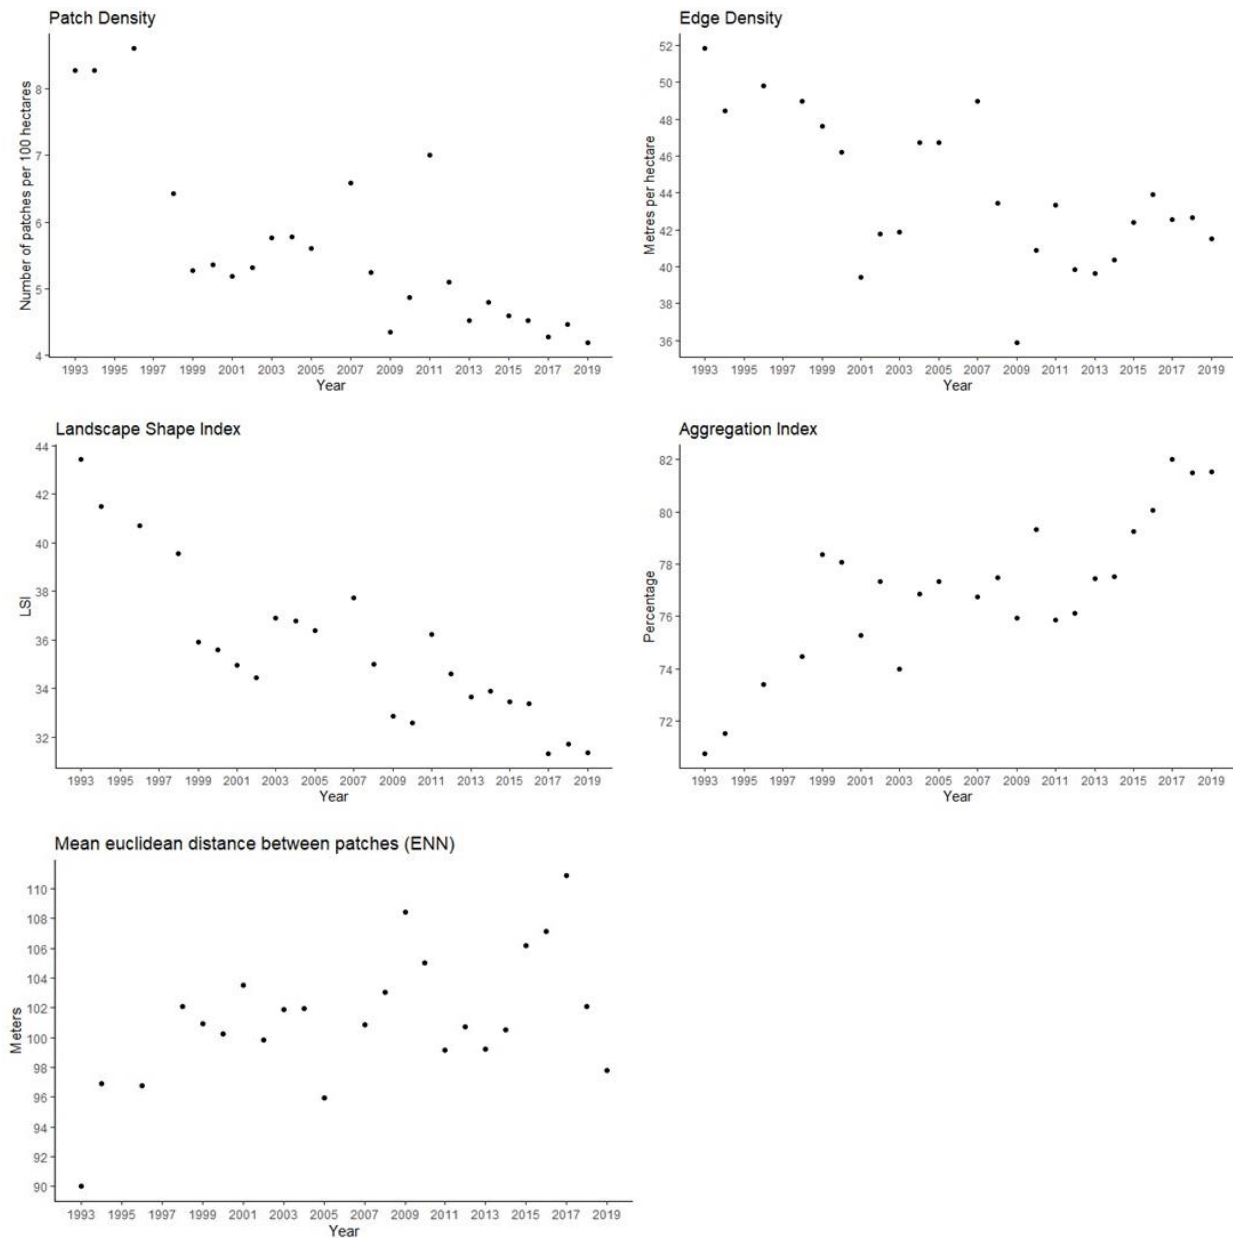 Patch Density
Number of patches per 100 hectares
8
7
6
5
4
1993 1995 1997 1999 2001 2003 2005 2007 2009 2011 2013 2015 2017 2019
Year
Edge Density
Metres per hectare
52
50
48
46
44
42
40
38
36
1993 1995 1997 1999 2001 2003 2005 2007 2009 2011 2013 2015 2017 2019
Year
Landscape Shape Index
LSI
44
42
40
38
36
34
32
1993 1995 1997 1999 2001 2003 2005 2007 2009 2011 2013 2015 2017 2019
Year
Aggregation Index
Percentage
82
80
78
76
74
72
1993 1995 1997 1999 2001 2003 2005 2007 2009 2011 2013 2015 2017 2019
Year
Mean euclidean distance between patches (ENN)
Meters
110
108
106
104
102
100
98
96
94
92
90
1993 1995 1997 1999 2001 2003 2005 2007 2009 2011 2013 2015 2017 2019
Year